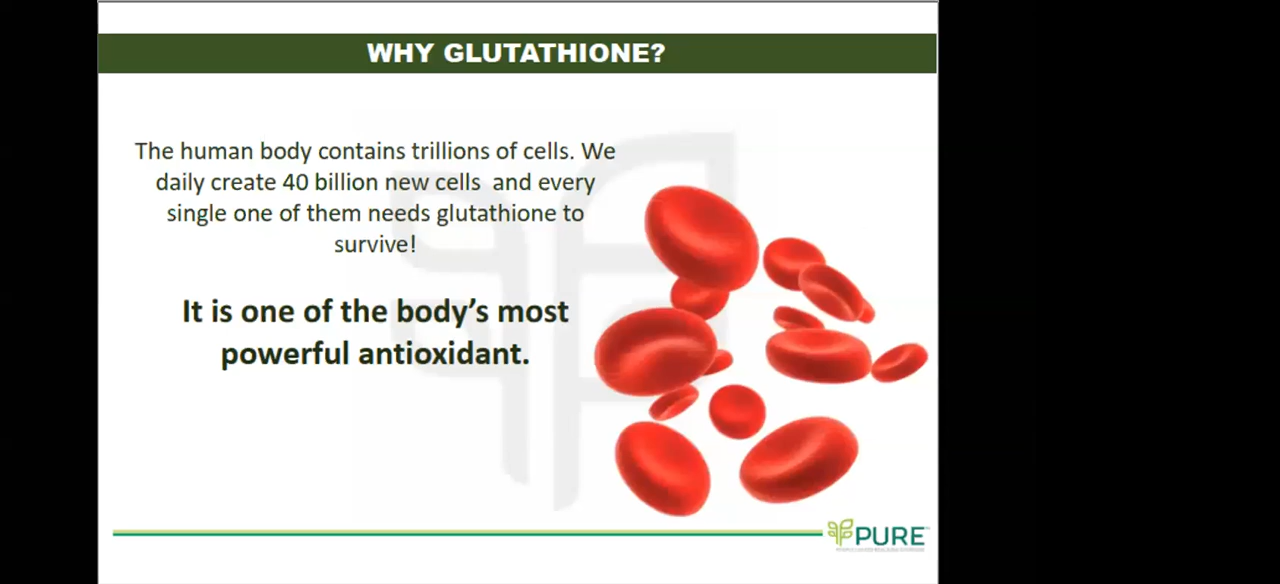 WHY GLUTATHIONE?
The human body contains trillions of cells. We
daily create 40 billion new cells  and every
single one of them needs glutathione to
survive!
It is one of the body’s most
powerful antioxidant.
PURE